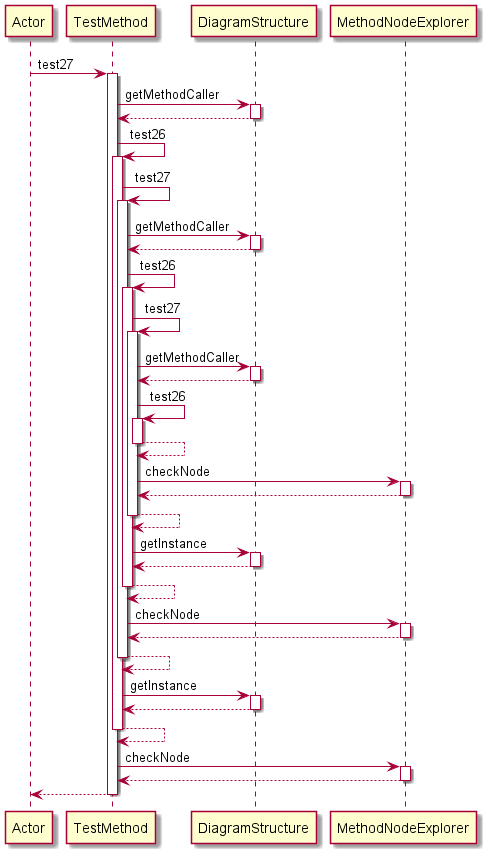 Actor TestMethod DiagramStructure MethodNodeExplorer
test27
getMethodCaller
test26
test27
getMethodCaller
test26
test27
getMethodCaller
test26
checkNode
getInstance
checkNode
getInstance
checkNode
Actor TestMethod DiagramStructure MethodNodeExplorer